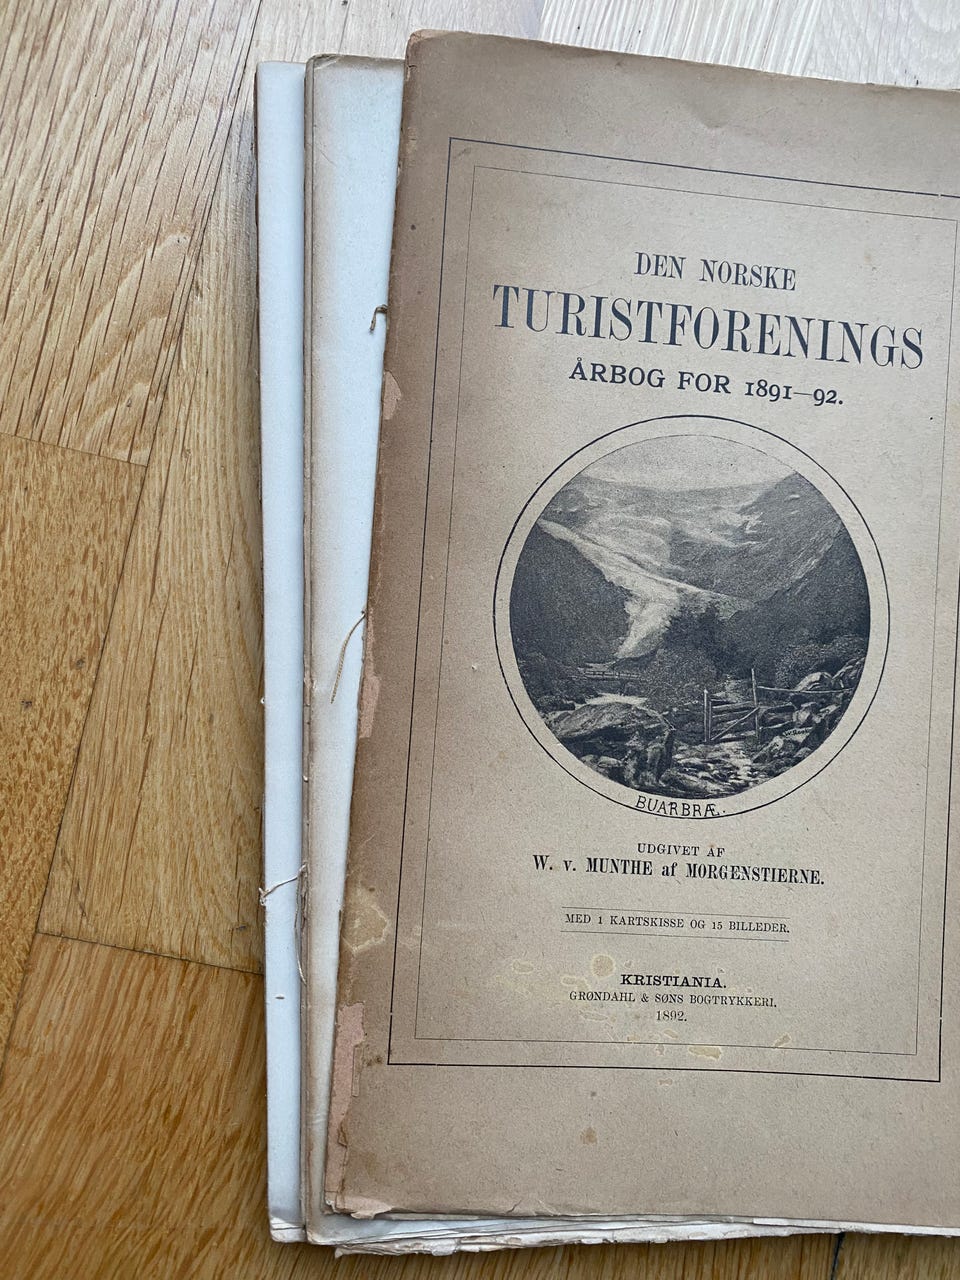 DEN NORSKE
TURISTFORENINGS
ÅRBOG FOR 1891—92.
BUARBRÆ.
UDGIVET AF
W. v. MUNTHE af MORGENSTIERNE.
MED 1 KARTSKISSE OG 15 BILLEDER.
KRISTIANIA.
GRØNDAHL & SØNS BOGTRYKKERI.
1892.